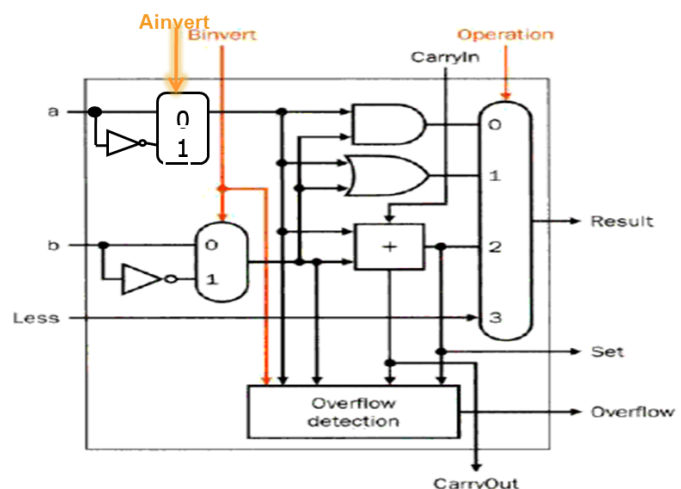 Ainvert
Binvert
Operation
CarryIn
a
0
1
0
1
b
0
1
+
2
Result
Less
3
Set
Overflow
detection
Overflow
CarryOut